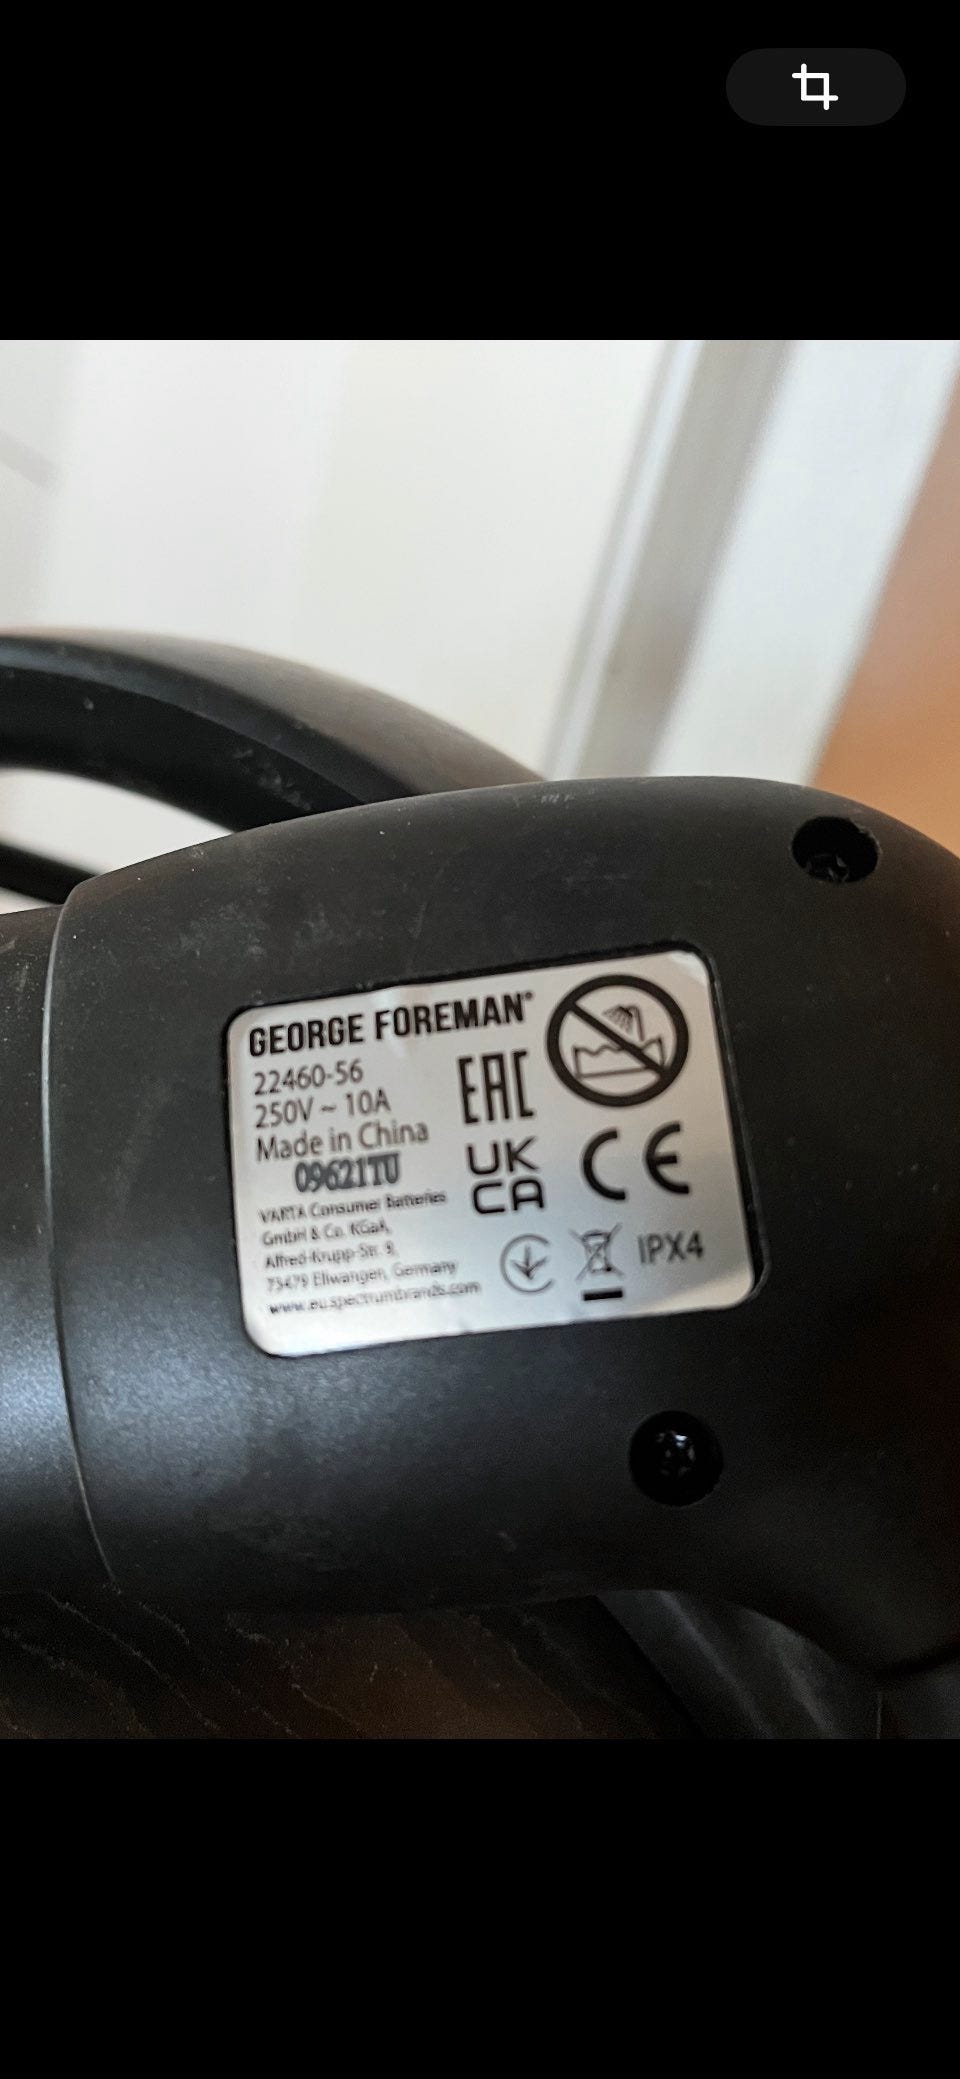 GEORGE FOREMAN®
22460-56
250V ~ 10A
Made in China
09621TU
VARTA Consumer Batteries
GmbH & Co. KGaA,
Alfred-Krupp-Str. 9,
73479 Ellwangen, Germany
www.eu.spectrumbrands.com
EAC
UK
CA
CE
IPX4